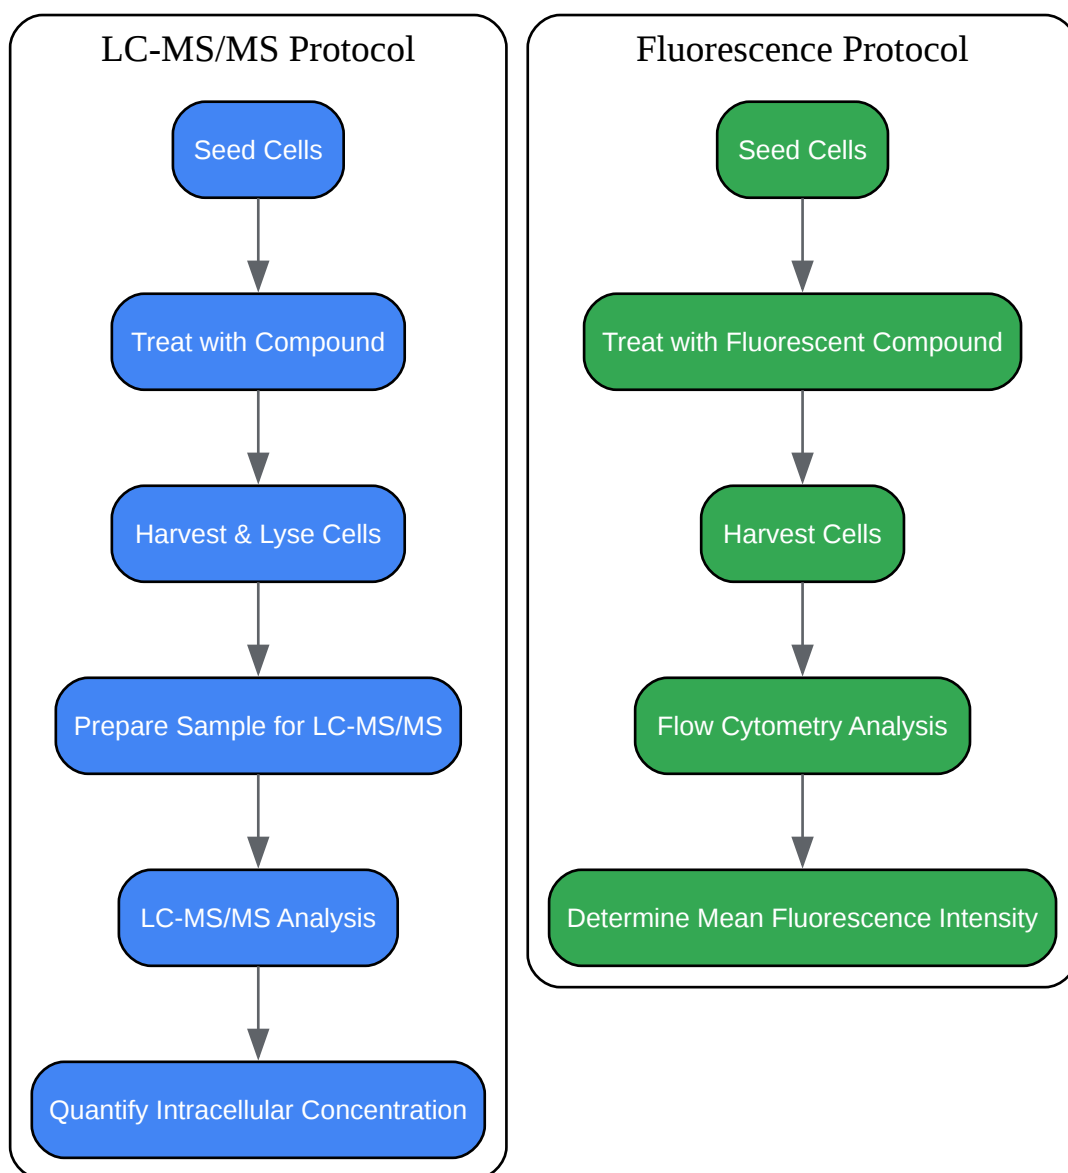 LC-MS/MS Protocol
Seed Cells
Treat with Compound
Harvest & Lyse Cells
Prepare Sample for LC-MS/MS
LC-MS/MS Analysis
Quantify Intracellular Concentration
Fluorescence Protocol
Seed Cells
Treat with Fluorescent Compound
Harvest Cells
Flow Cytometry Analysis
Determine Mean Fluorescence Intensity